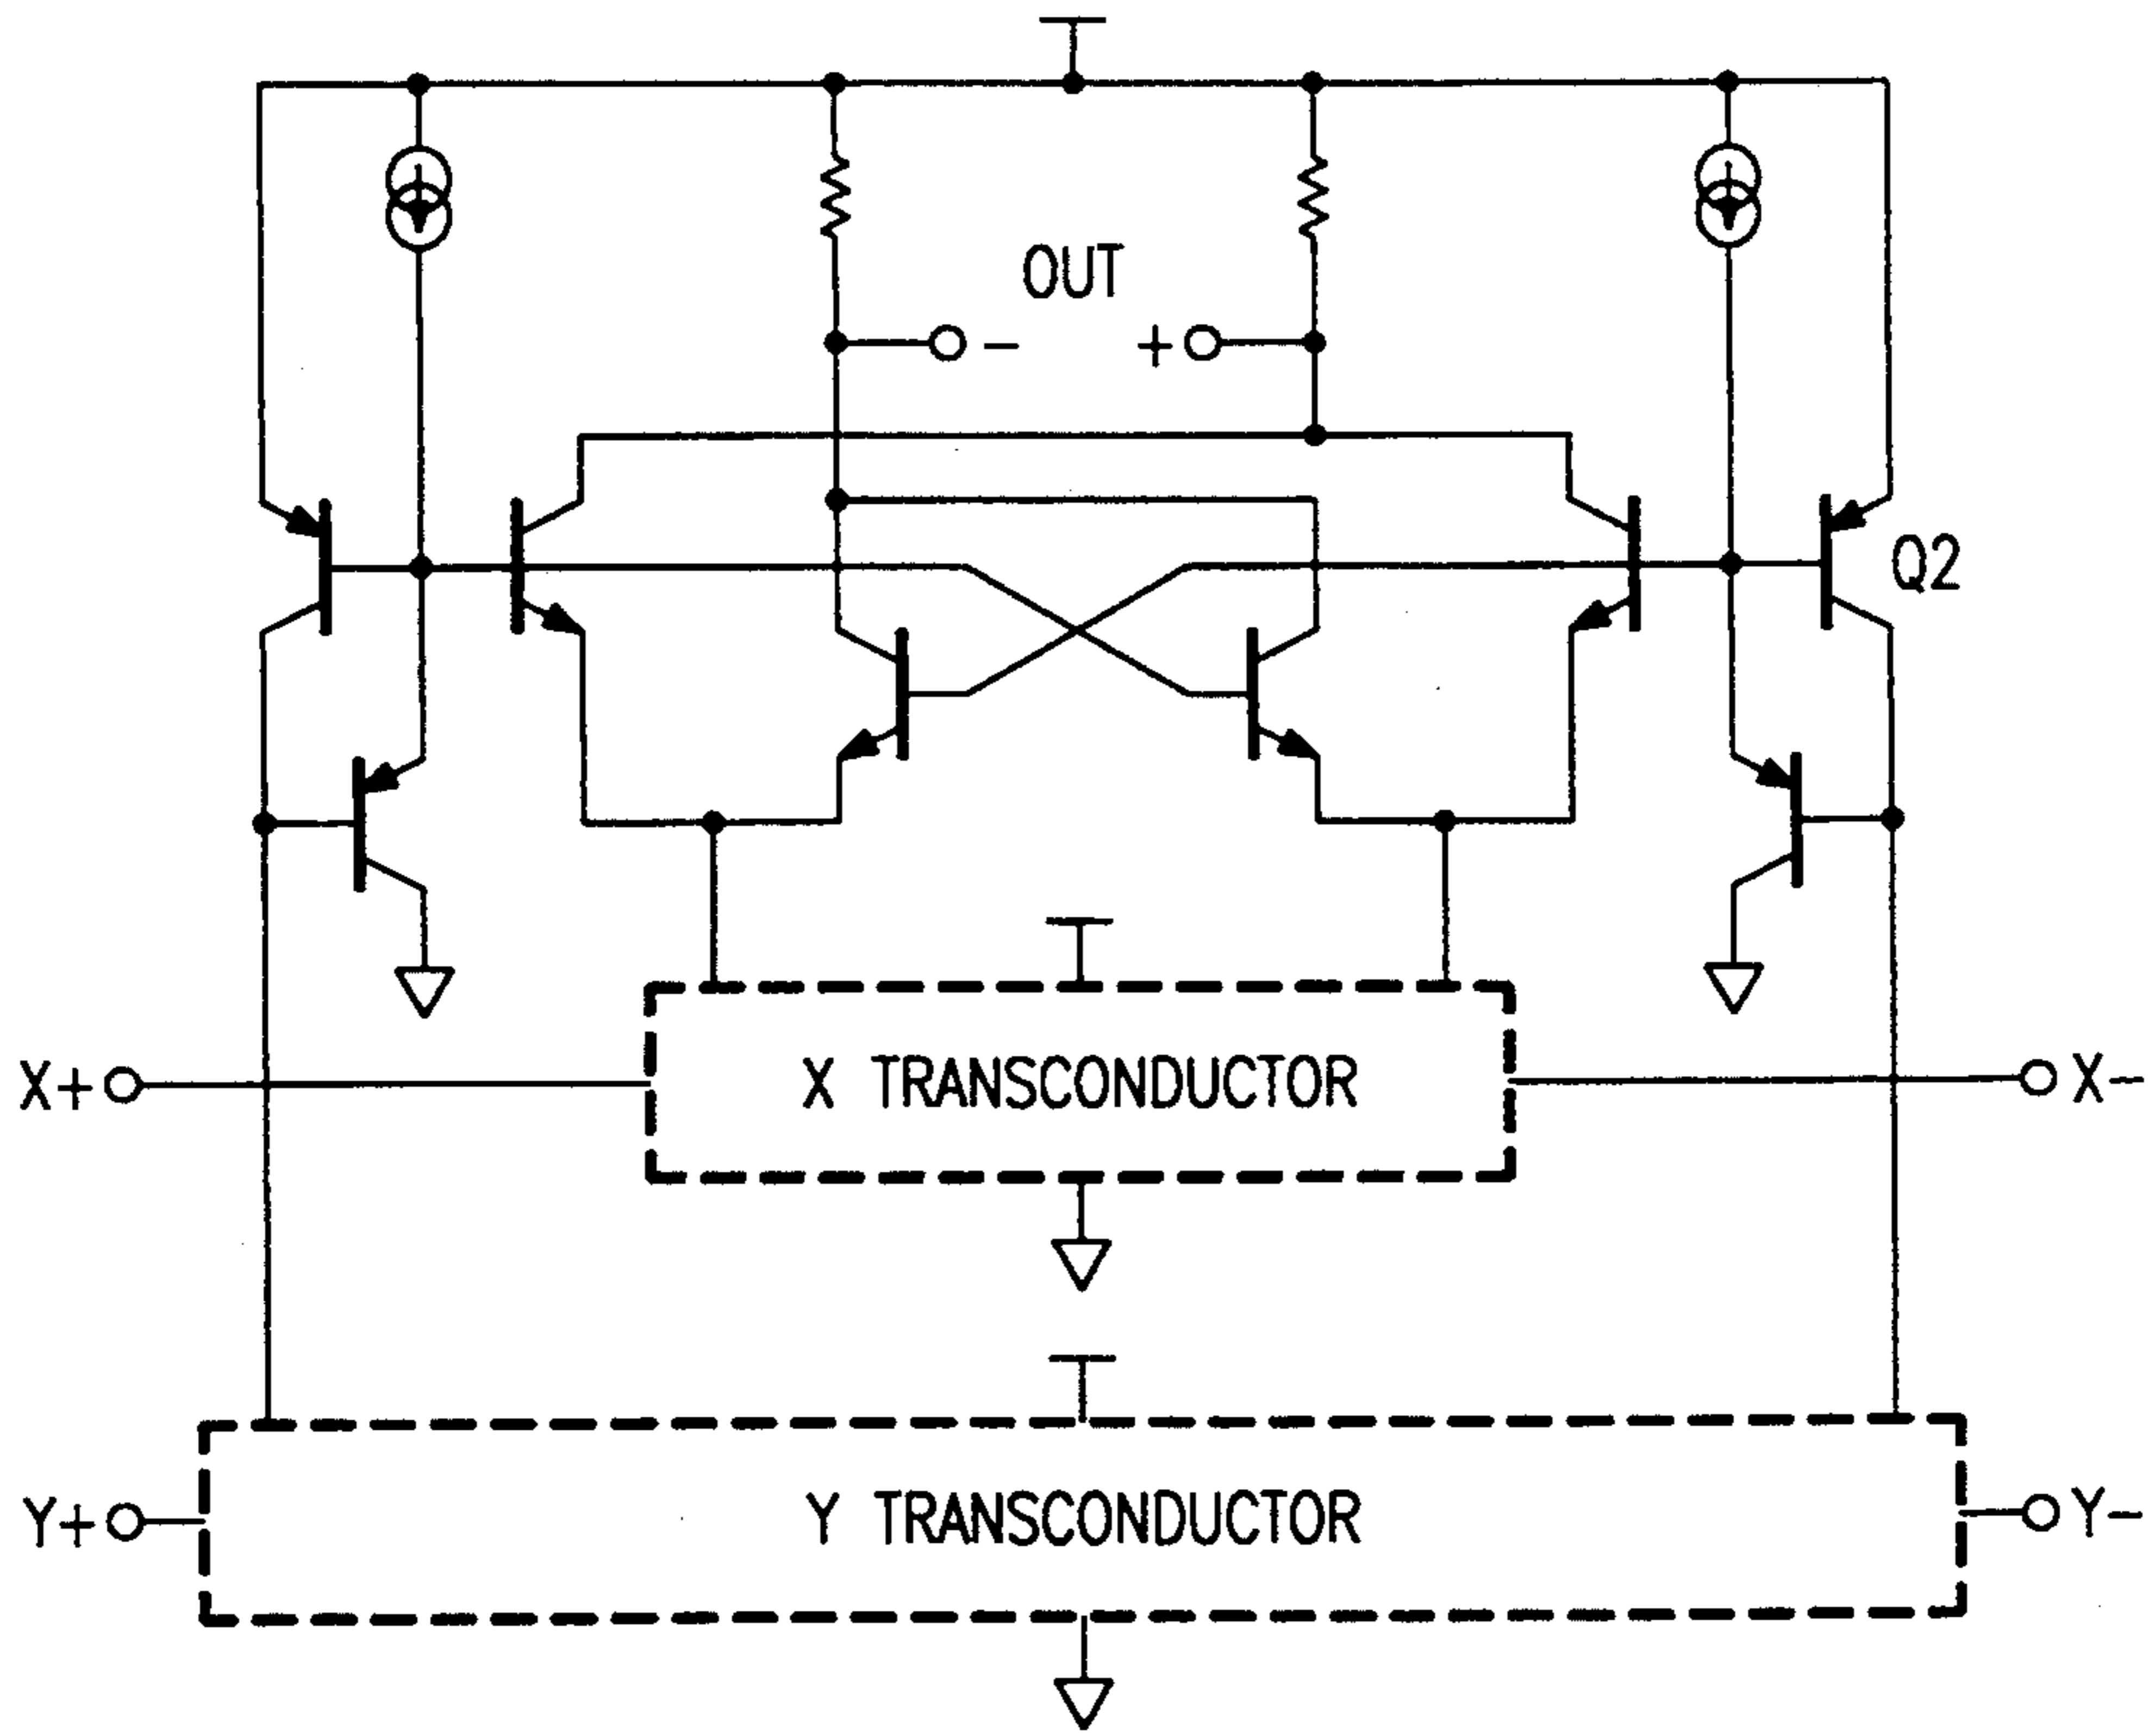 OUT
- +
Q2
X+ X TRANSCONDUCTOR X-
Y+ Y TRANSCONDUCTOR Y-